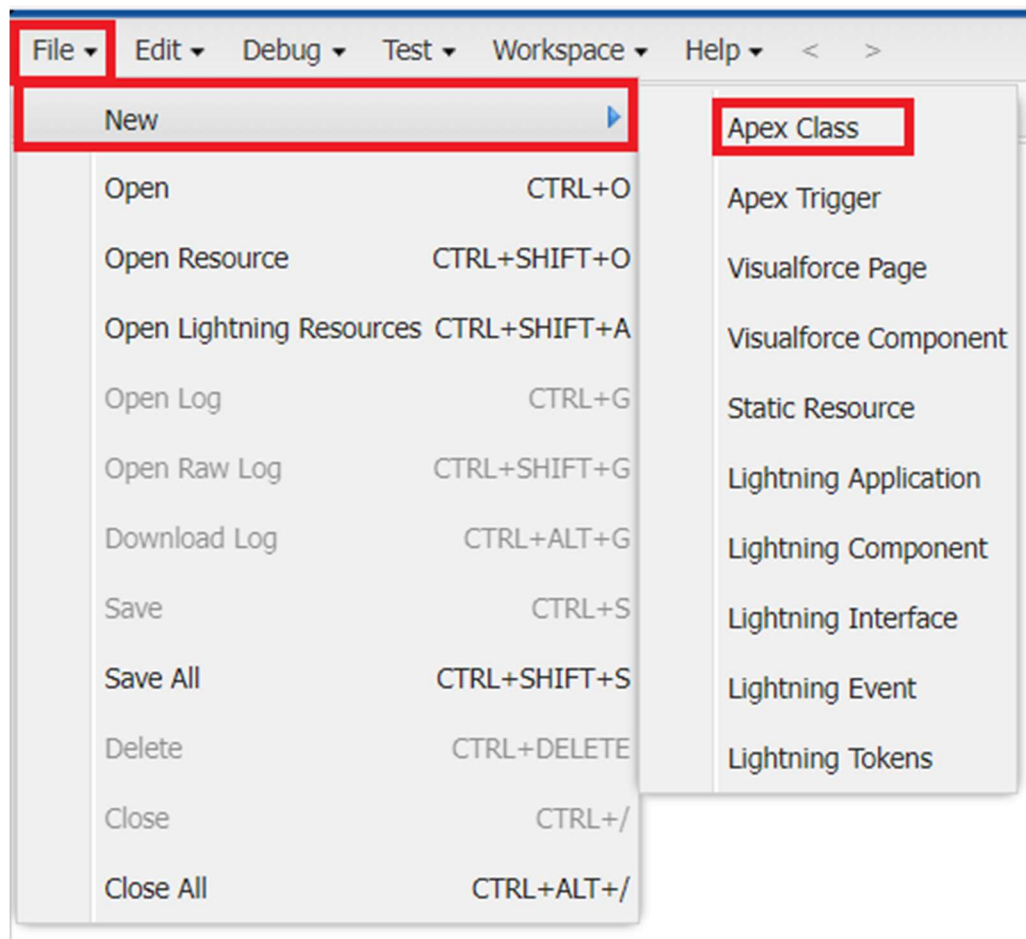 File Edit Debug Test Workspace Help < >
New
Open CTRL+O
Open Resource CTRL+SHIFT+O
Open Lightning Resources CTRL+SHIFT+A
Open Log CTRL+G
Open Raw Log CTRL+SHIFT+G
Download Log CTRL+ALT+G
Save CTRL+S
Save All CTRL+SHIFT+S
Delete CTRL+DELETE
Close CTRL+/
Close All CTRL+ALT+/
Apex Class
Apex Trigger
Visualforce Page
Visualforce Component
Static Resource
Lightning Application
Lightning Component
Lightning Interface
Lightning Event
Lightning Tokens